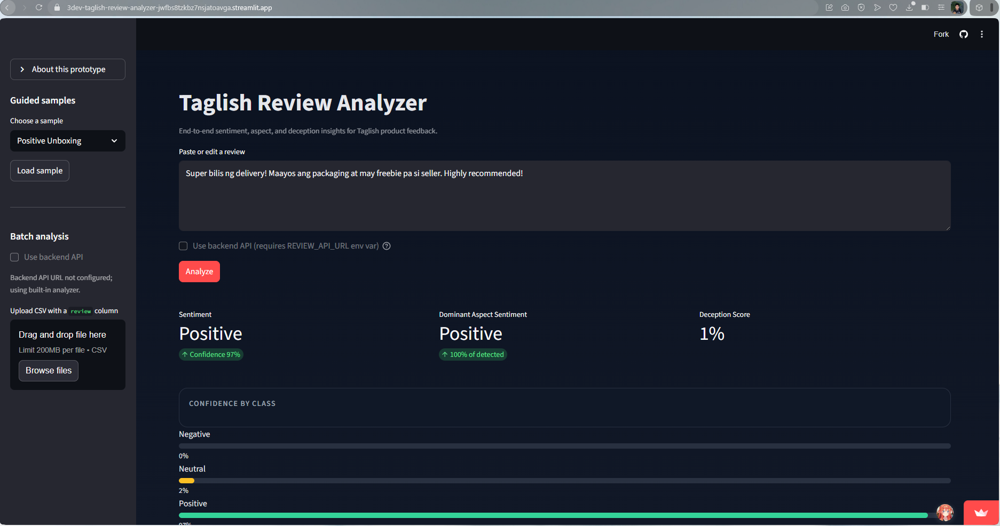 3dev-taglish-review-analyzer-jwfbs8tzkbz7nsjatoavga.streamlit.app
Fork
About this prototype
Guided samples
Choose a sample
Positive Unboxing
Load sample
Batch analysis
Use backend API
Backend API URL not configured;
using built-in analyzer.
Upload CSV with a review column
Drag and drop file here
Limit 200MB per file • CSV
Browse files
Taglish Review Analyzer
End-to-end sentiment, aspect, and deception insights for Taglish product feedback.
Paste or edit a review
Super bilis ng delivery! Maayos ang packaging at may freebie pa si seller. Highly recommended!
Use backend API (requires REVIEW_API_URL env var)
Analyze
Sentiment
Positive
↑ Confidence 97%
Dominant Aspect Sentiment
Positive
↑ 100% of detected
Deception Score
1%
CONFIDENCE BY CLASS
Negative
0%
Neutral
2%
Positive
97%